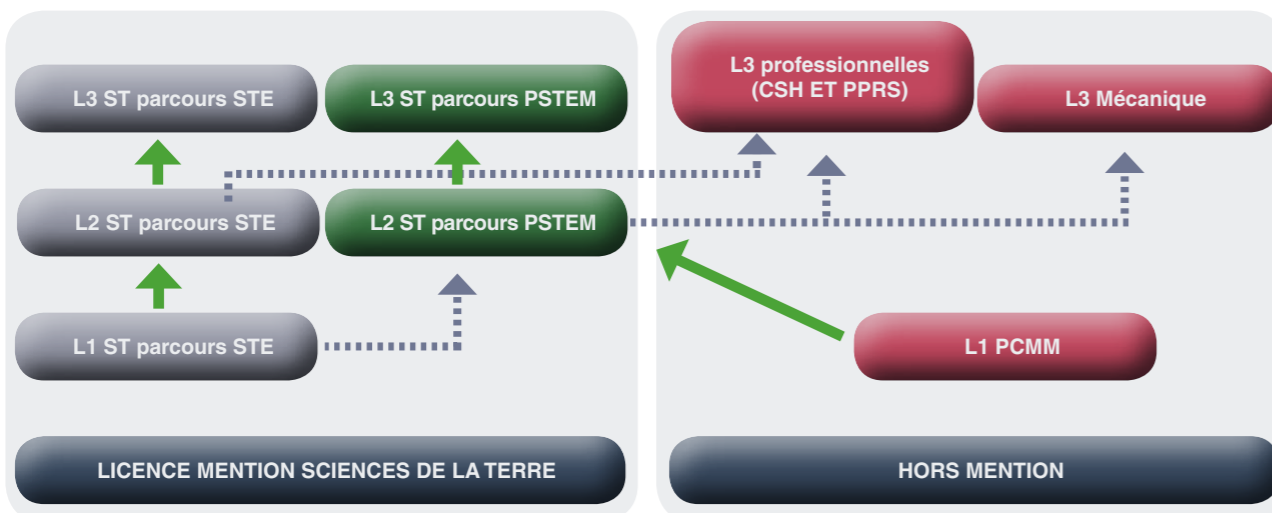 L3 ST parcours STE
L3 ST parcours PSTEM
L3 professionnelles
(CSH ET PPRS)
L3 Mécanique
L2 ST parcours STE
L2 ST parcours PSTEM
L1 ST parcours STE
L1 PCMM
LICENCE MENTION SCIENCES DE LA TERRE
HORS MENTION